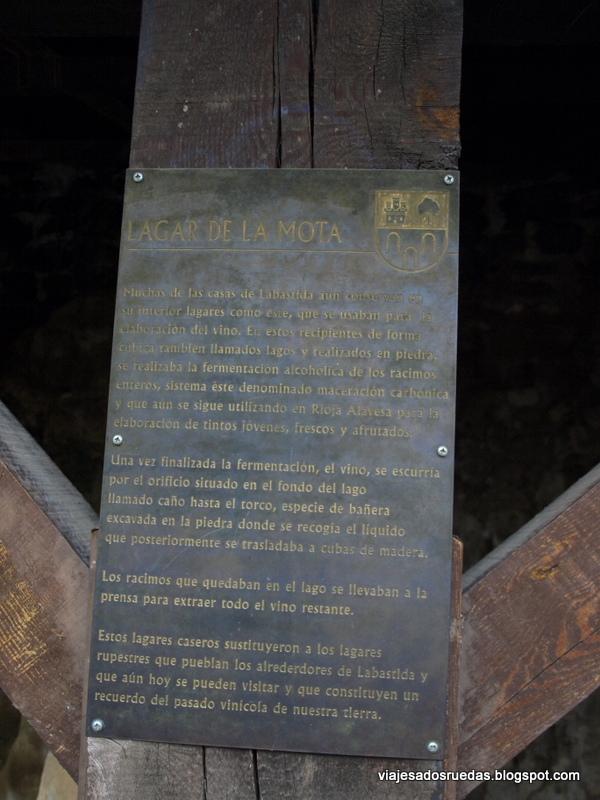 LAGAR DE LA MOTA
Muchas de las casas de Labastida aún conservan en
su interior lagares como éste, que se usaban para la
elaboración del vino. En estos recipientes de forma
cúbica también llamados lagos y realizados en piedra,
se realizaba la fermentación alcohólica de los racimos
enteros, sistema éste denominado maceración carbónica
y que aún se sigue utilizando en Rioja Alavesa para la
elaboración de tintos jóvenes, frescos y afrutados.
Una vez finalizada la fermentación, el vino, se escurría
por el orificio situado en el fondo del lago
llamado caño hasta el torco, especie de bañera
excavada en la piedra donde se recogía el líquido
que posteriormente se trasladaba a cubas de madera.
Los racimos que quedaban en el lago se llevaban a la
prensa para extraer todo el vino restante.
Estos lagares caseros sustituyeron a los lagares
rupestres que pueblan los alrederdores de Labastida y
que aún hoy se pueden visitar y que constituyen un
recuerdo del pasado vinícola de nuestra tierra.
viajesadosruedas.blogspot.com